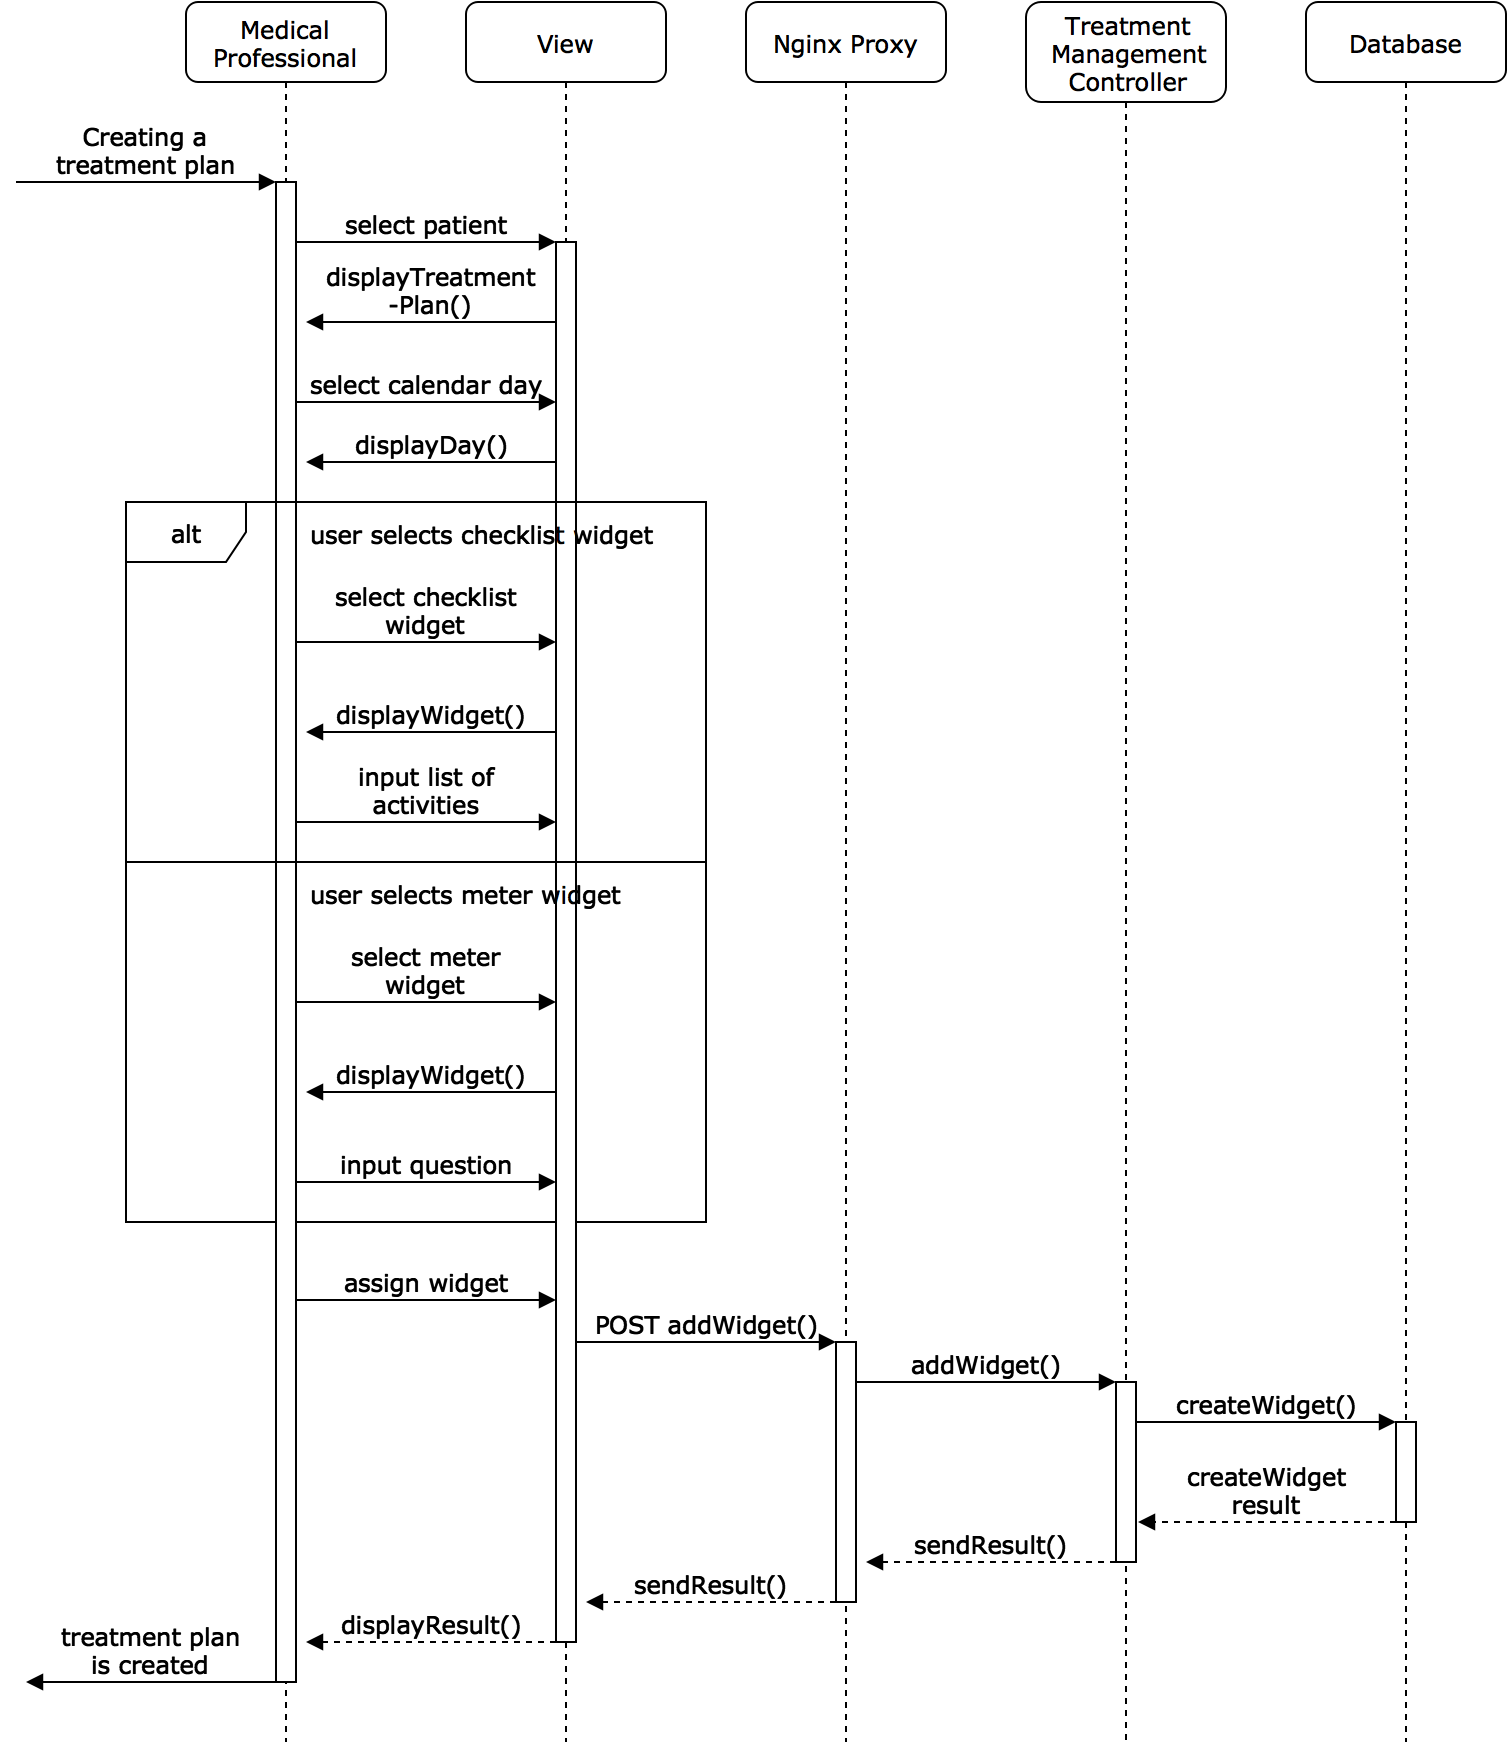 Medical
Professional
View
Nginx Proxy
Treatment
Management
Controller
Database
Creating a
treatment plan
select patient
displayTreatment
-Plan()
select calendar day
displayDay()
alt
user selects checklist widget
select checklist
widget
displayWidget()
input list of
activities
user selects meter widget
select meter
widget
displayWidget()
input question
assign widget
POST addWidget()
addWidget()
createWidget()
createWidget
result
sendResult()
sendResult()
displayResult()
treatment plan
is created